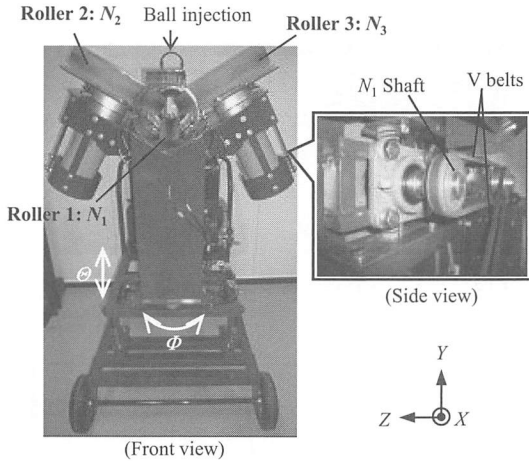 Roller 2: N₂
Ball injection
Roller 3: N₃
N₁ Shaft
V belts
Roller 1: N₁
(Side view)
Θ
Φ
Y
Z
X
(Front view)